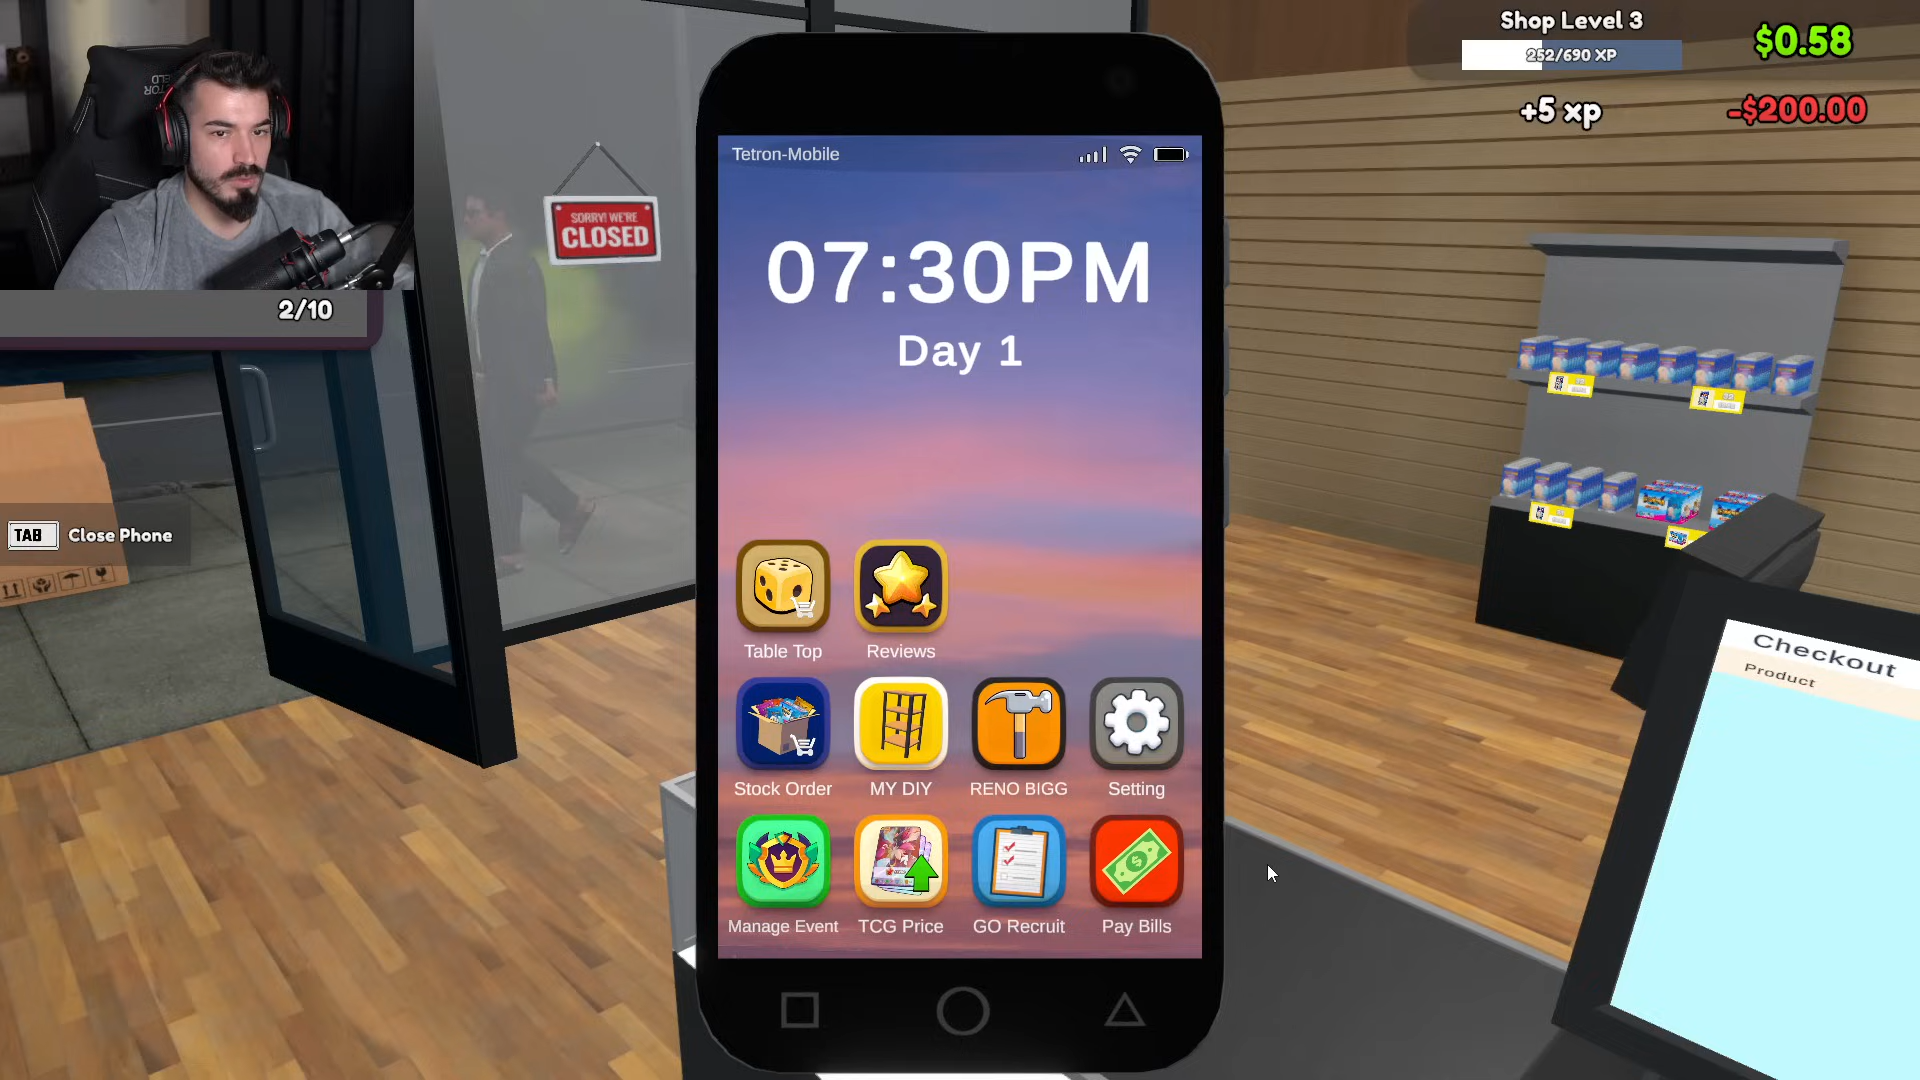 Shop Level 3
252/690 XP
$0.58
+5 xp
-$200.00
Tetron-Mobile
SORRY! WE'RE
CLOSED
07:30PM
Day 1
2/10
TAB Close Phone
Table Top
Reviews
Stock Order
MY DIY
RENO BIGG
Setting
Manage Event
TCG Price
GO Recruit
Pay Bills
Checkout
Product